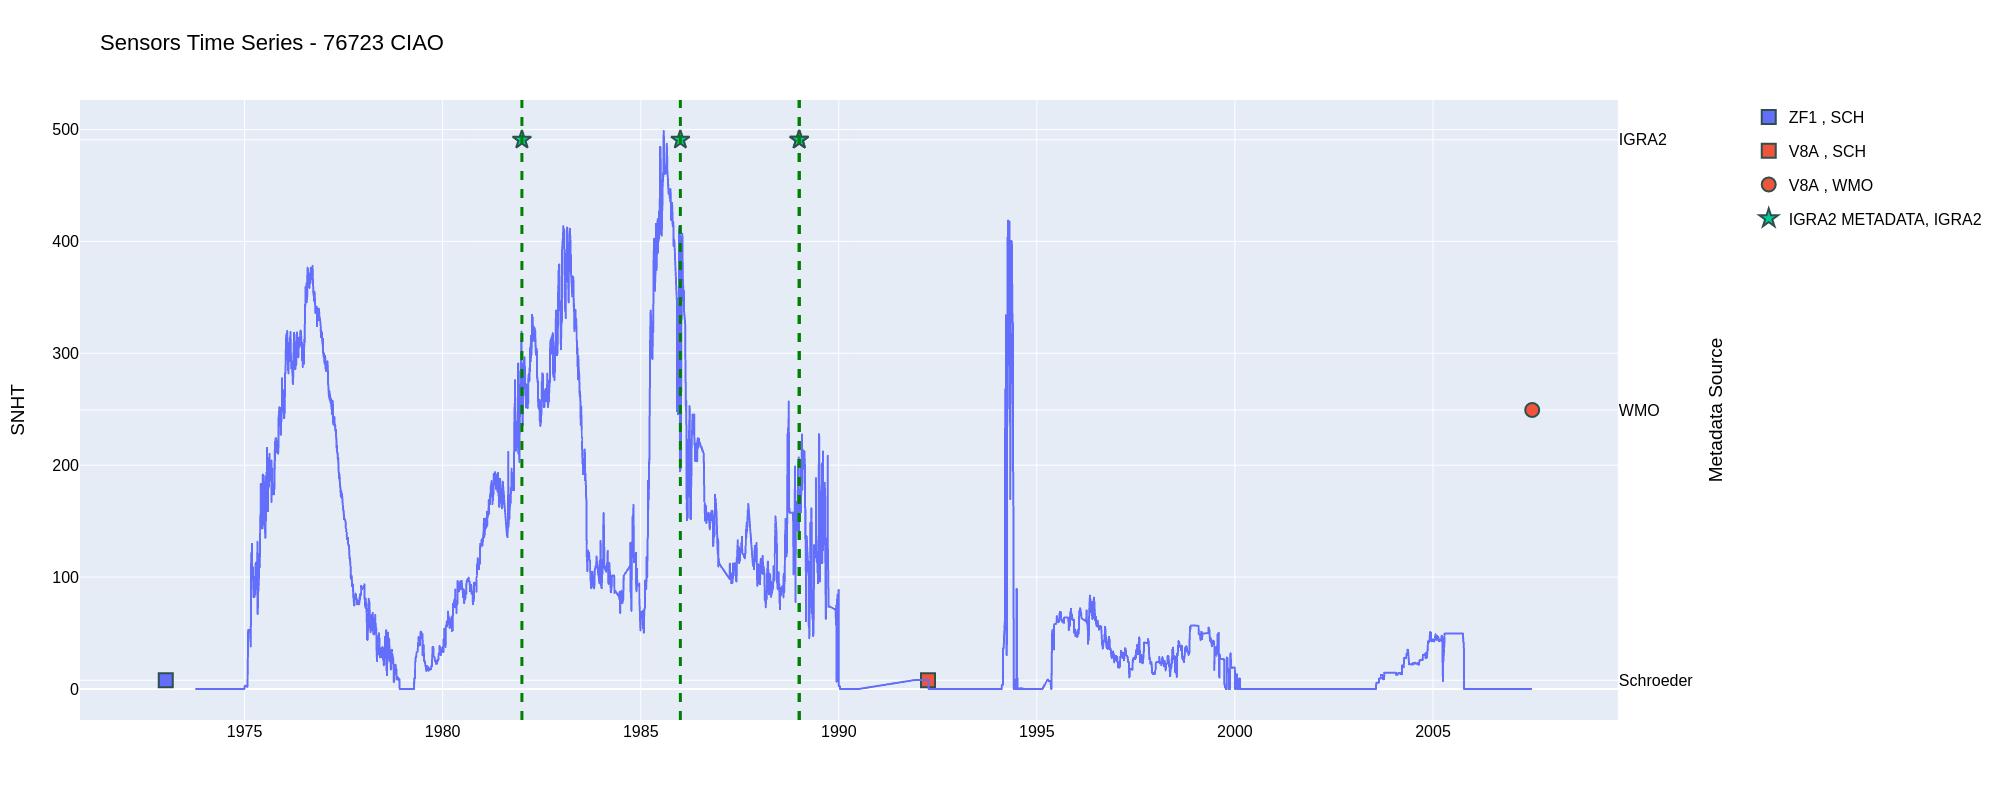 Sensors Time Series - 76723 CIAO
SNHT
500
400
300
200
100
0
1975
1980
1985
1990
1995
2000
2005
IGRA2
WMO
Schroeder
Metadata Source
ZF1 , SCH
V8A , SCH
V8A , WMO
IGRA2 METADATA, IGRA2